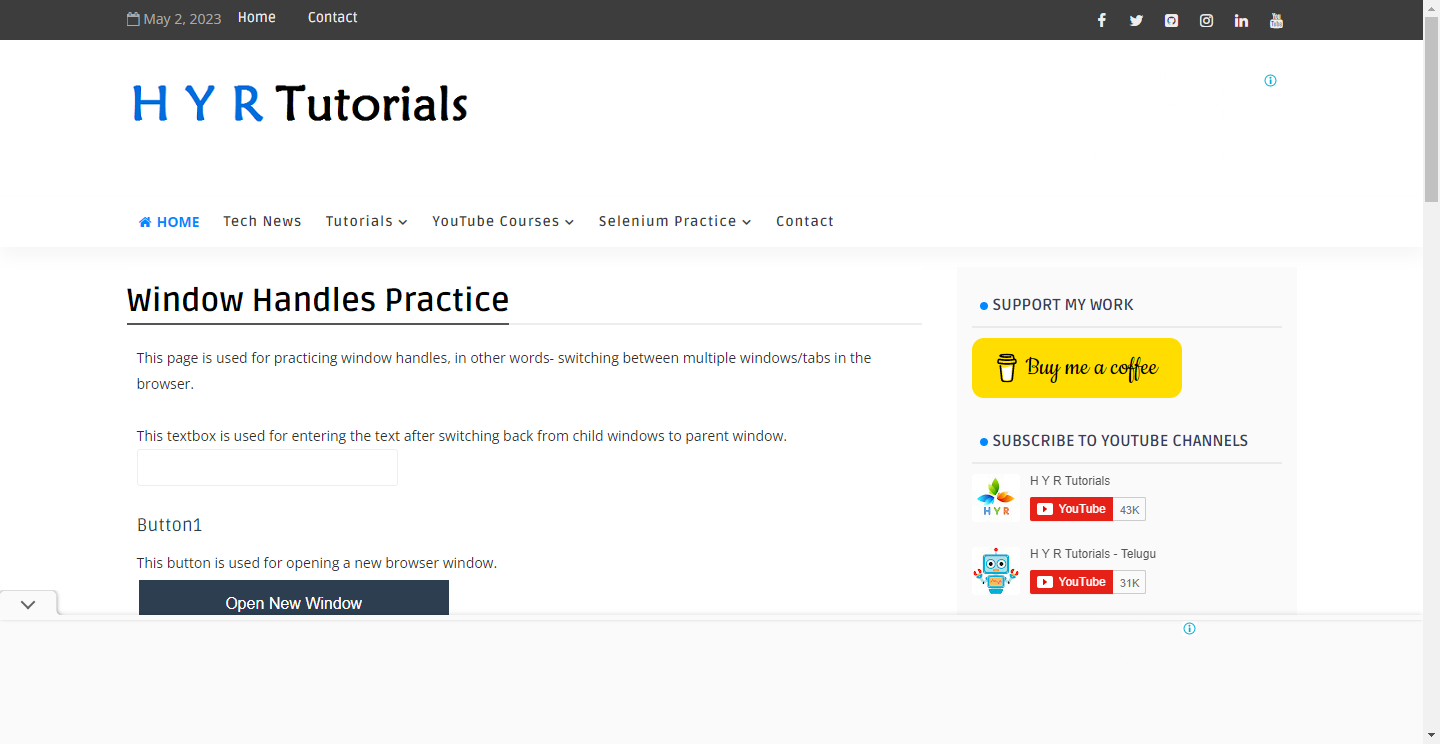 May 2, 2023 Home Contact
H Y R Tutorials
HOME Tech News Tutorials YouTube Courses Selenium Practice Contact
Window Handles Practice
This page is used for practicing window handles, in other words- switching between multiple windows/tabs in the
browser.
This textbox is used for entering the text after switching back from child windows to parent window.
Button1
This button is used for opening a new browser window.
Open New Window
SUPPORT MY WORK
Buy me a coffee
SUBSCRIBE TO YOUTUBE CHANNELS
H Y R
H Y R Tutorials
YouTube 43K
H Y R Tutorials - Telugu
YouTube 31K